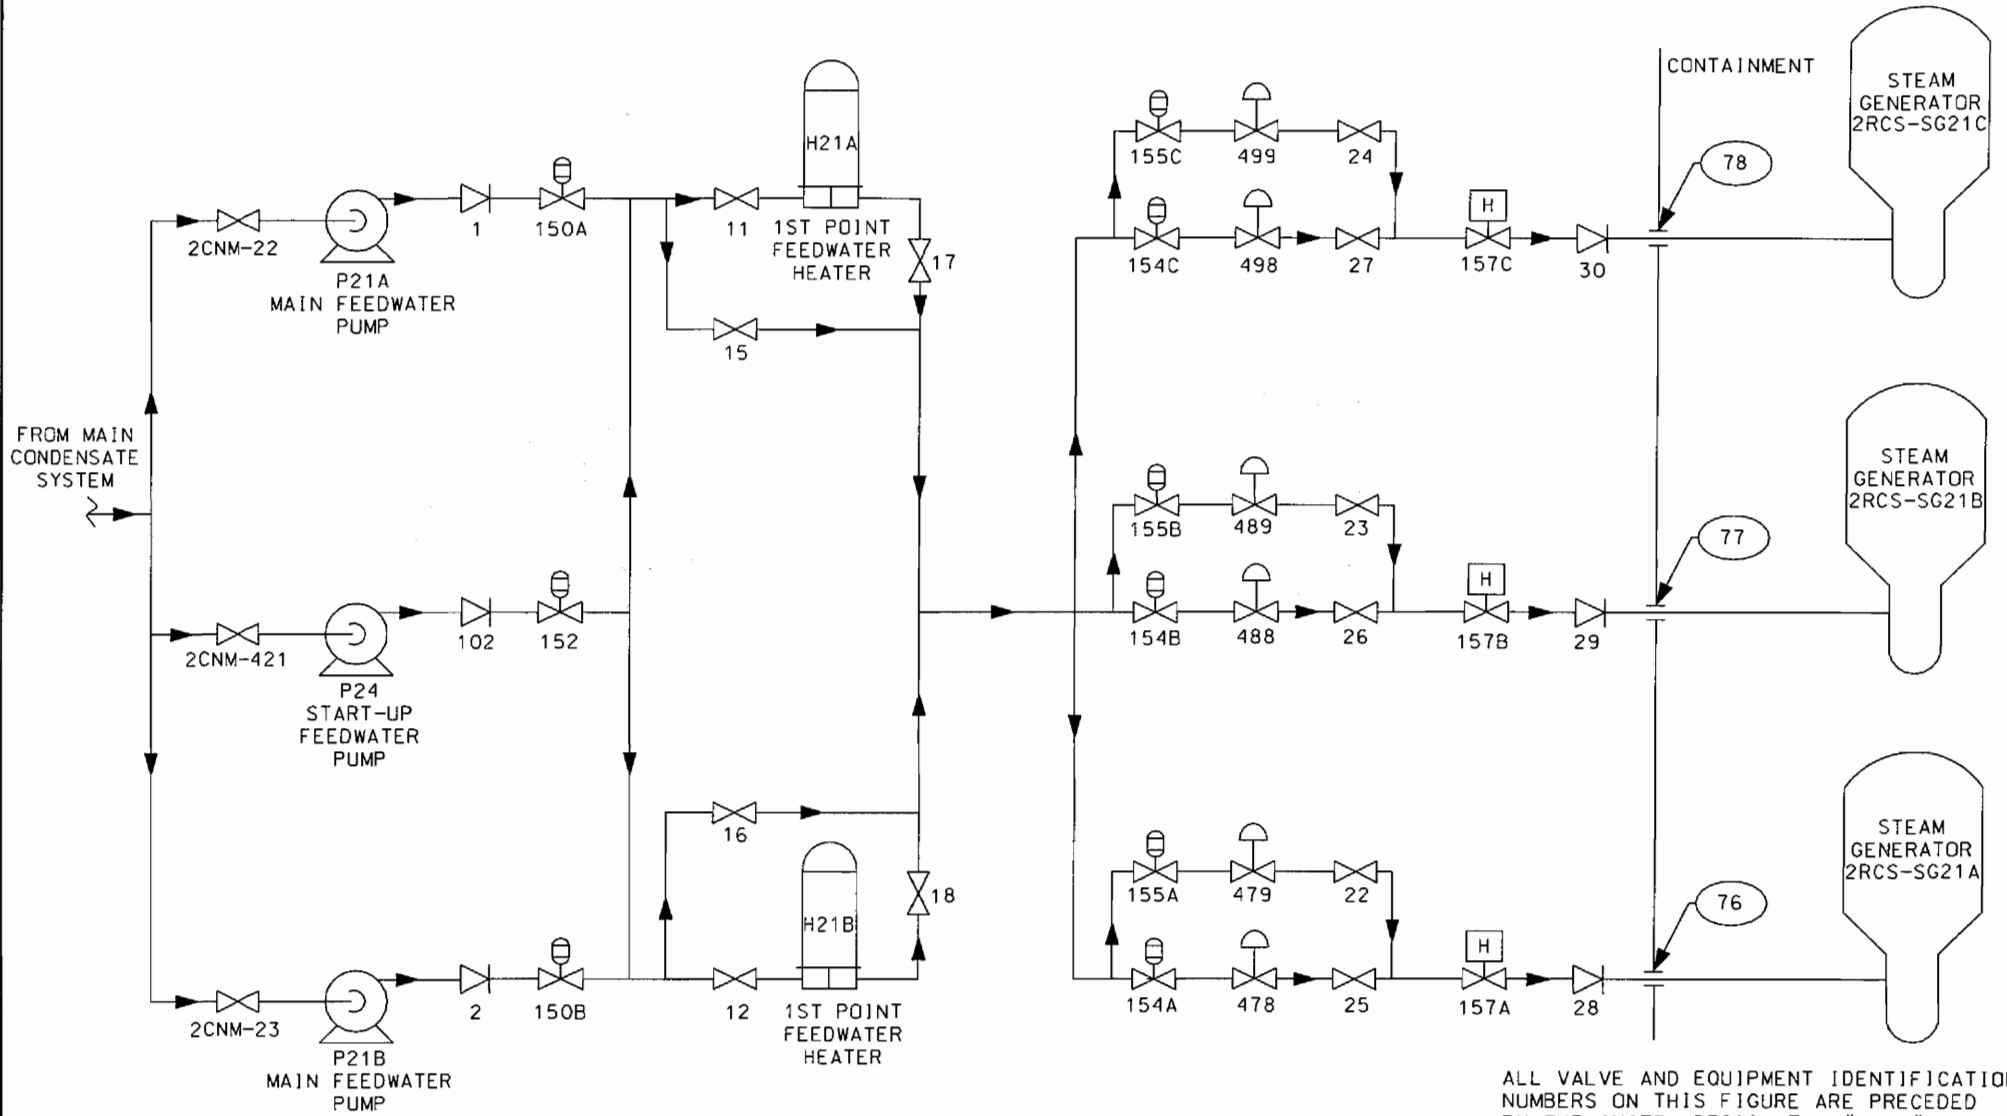 FROM MAIN
CONDENSATE
SYSTEM
2CNM-22
P21A
MAIN FEEDWATER
PUMP
1
150A
11
H21A
1ST POINT
FEEDWATER
HEATER
17
15
2CNM-421
P24
START-UP
FEEDWATER
PUMP
102
152
16
18
2CNM-23
P21B
MAIN FEEDWATER
PUMP
2
150B
12
H21B
1ST POINT
FEEDWATER
HEATER
155C
499
24
154C
498
27
H
157C
30
CONTAINMENT
78
STEAM
GENERATOR
2RCS-SG21C
155B
489
23
154B
488
26
H
157B
29
77
STEAM
GENERATOR
2RCS-SG21B
155A
479
22
154A
478
25
H
157A
28
76
STEAM
GENERATOR
2RCS-SG21A
ALL VALVE AND EQUIPMENT IDENTIFICATIO
NUMBERS ON THIS FIGURE ARE PRECEDED